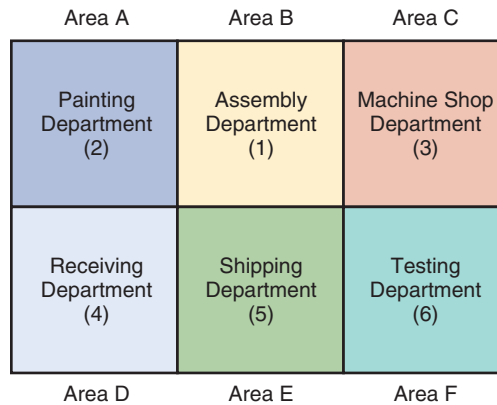 Area A
Area B
Area C
Painting
Department
(2)
Assembly
Department
(1)
Machine Shop
Department
(3)
Receiving
Department
(4)
Shipping
Department
(5)
Testing
Department
(6)
Area D
Area E
Area F